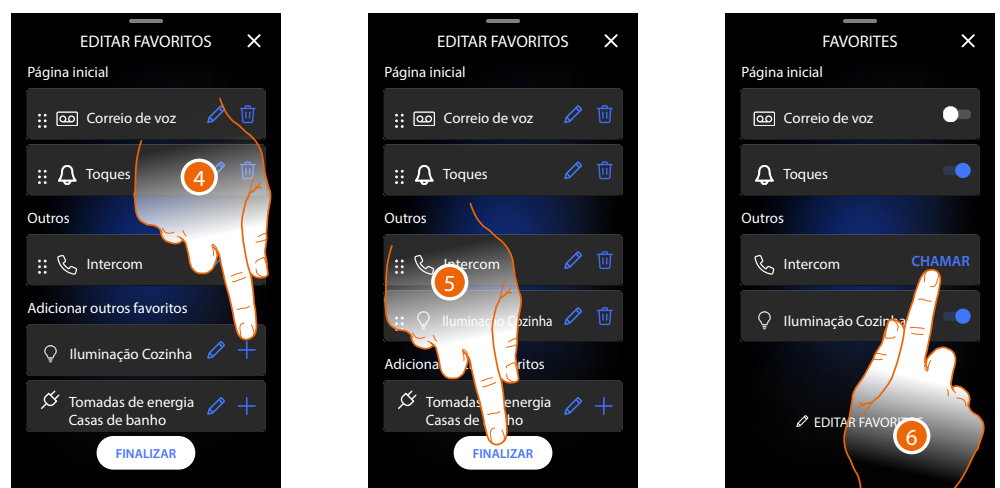 EDITAR FAVORITOS
Página inicial
Correio de voz
Toques
4
Outros
Intercom
Adicionar outros favoritos
Iluminação Cozinha
Tomadas de energia
Casas de banho
FINALIZAR
EDITAR FAVORITOS
Página inicial
Correio de voz
Toques
Outros
Intercom
5
Iluminação Cozinha
Adicionar favoritos
Tomadas de energia
Casas de banho
FINALIZAR
FAVORITES
Página inicial
Correio de voz
Toques
Outros
Intercom
CHAMAR
Iluminação Cozinha
EDITAR FAVORITOS
6